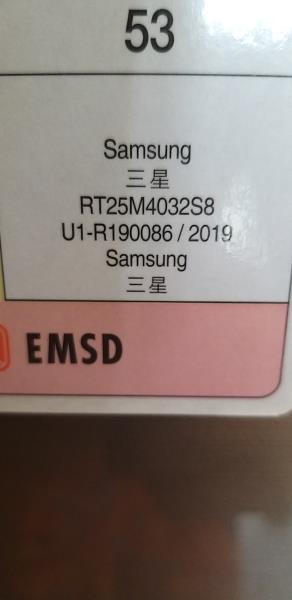 53
Samsung
三星
RT25M4032S8
U1-R190086 / 2019
Samsung
三星
EMSD